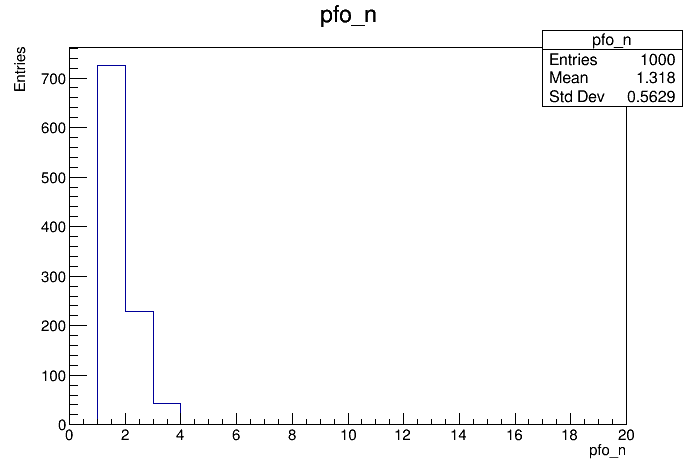 pfo_n
pfo_n
Entries 1000
Mean 1.318
Std Dev 0.5629
Entries
700
600
500
400
300
200
100
0
0 2 4 6 8 10 12 14 16 18 20
pfo_n